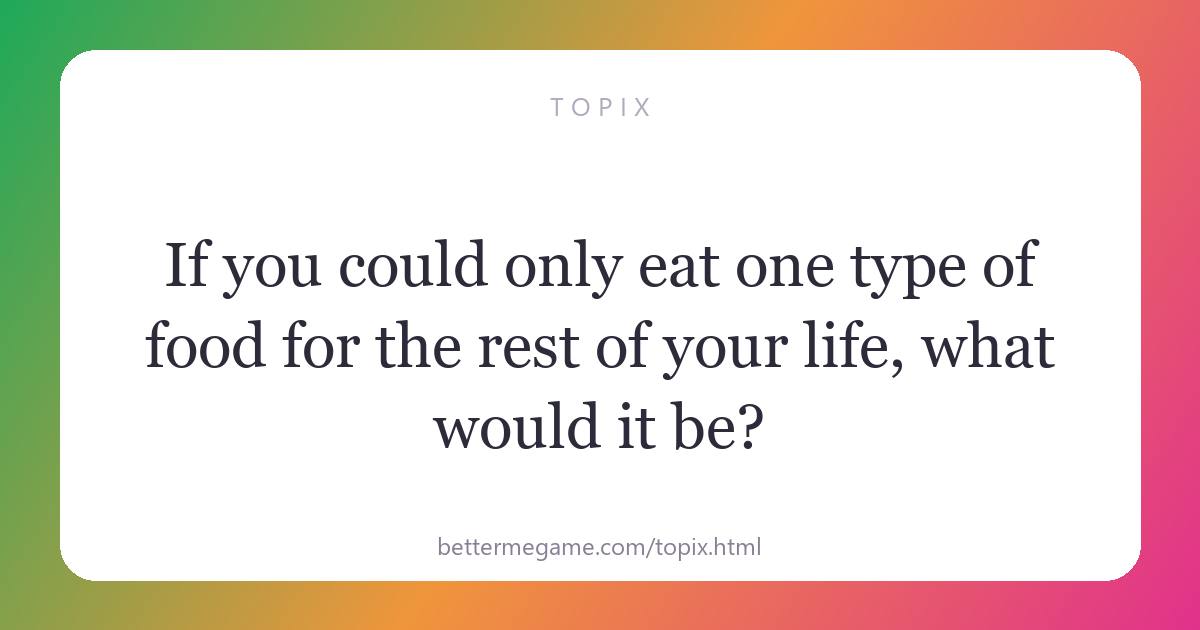 TOPIX
If you could only eat one type of
food for the rest of your life, what
would it be?
bettermegame.com/topix.html